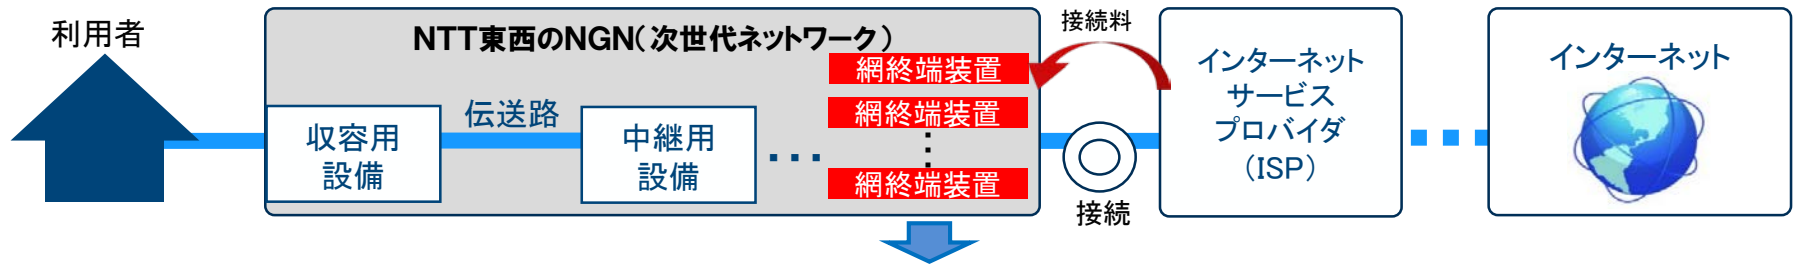 利用者
NTT東西のNGN（次世代ネットワーク）
収容用
設備
伝送路
中継用
設備
・・・
網終端装置
網終端装置
網終端装置
接続料
接続
インターネット
サービス
プロバイダ
（ISP）
インターネット